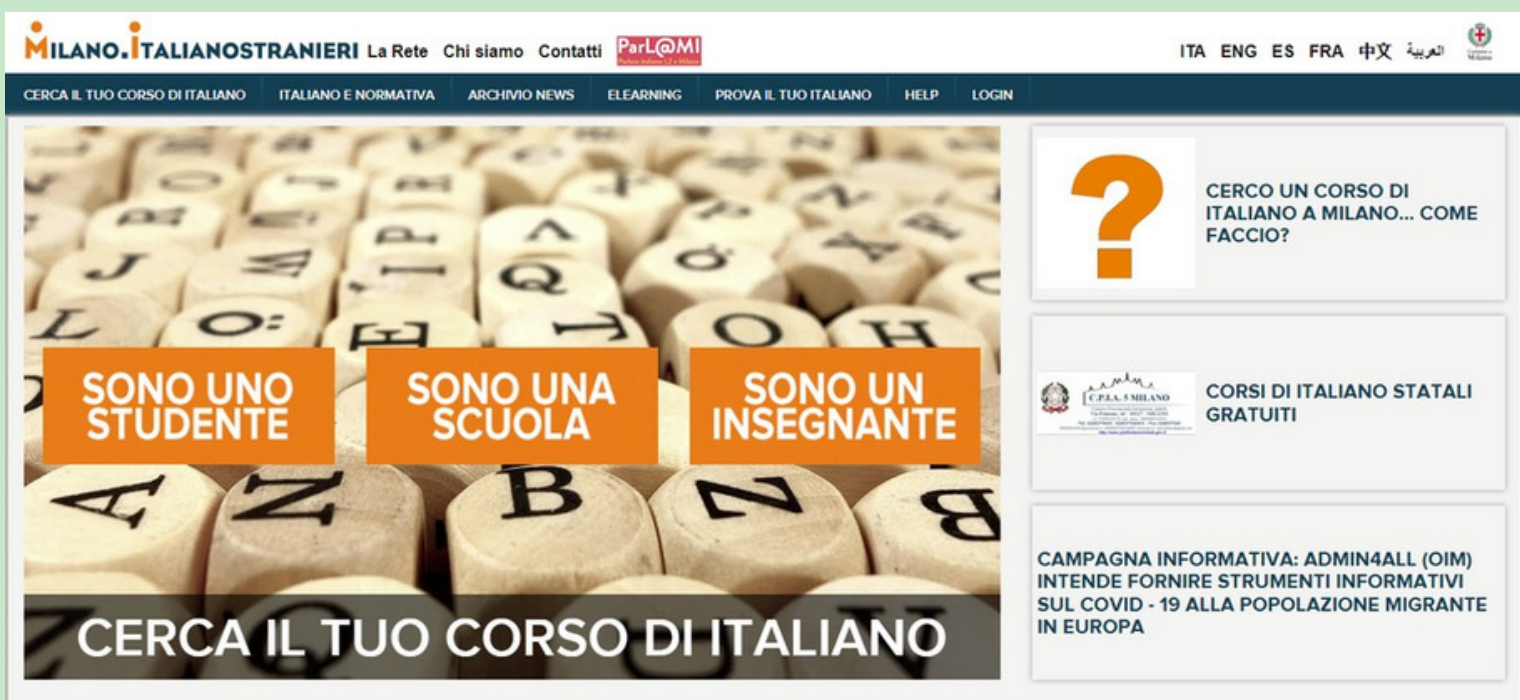 MILANO.ITALIANOSTRANIERI La Rete Chi siamo Contatti ParL@MI
ITA ENG ES FRA 中文 العربية
CERCA IL TUO CORSO DI ITALIANO ITALIANO E NORMATIVA ARCHIVIO NEWS ELEARNING PROVA IL TUO ITALIANO HELP LOGIN
SONO UNO
STUDENTE
SONO UNA
SCUOLA
SONO UN
INSEGNANTE
CERCA IL TUO CORSO DI ITALIANO
?
CERCO UN CORSO DI
ITALIANO A MILANO... COME
FACCIO?
C.P.I.A. 5 MILANO
CORSI DI ITALIANO STATALI
GRATUITI
CAMPAGNA INFORMATIVA: ADMIN4ALL (OIM)
INTENDE FORNIRE STRUMENTI INFORMATIVI
SUL COVID - 19 ALLA POPOLAZIONE MIGRANTE
IN EUROPA